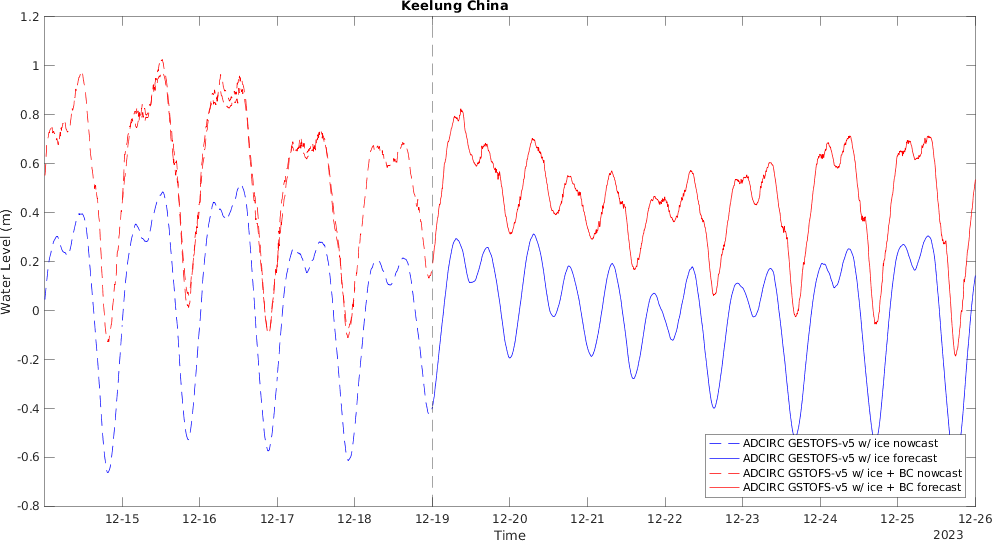 Keelung China
1.2
1
0.8
0.6
0.4
0.2
0
-0.2
-0.4
-0.6
-0.8
Water Level (m)
ADCIRC GESTOFS-v5 w/ ice nowcast
ADCIRC GESTOFS-v5 w/ ice forecast
ADCIRC GSTOFS-v5 w/ ice + BC nowcast
ADCIRC GSTOFS-v5 w/ ice + BC forecast
12-15 12-16 12-17 12-18 12-19 12-20 12-21 12-22 12-23 12-24 12-25 12-26
Time
2023